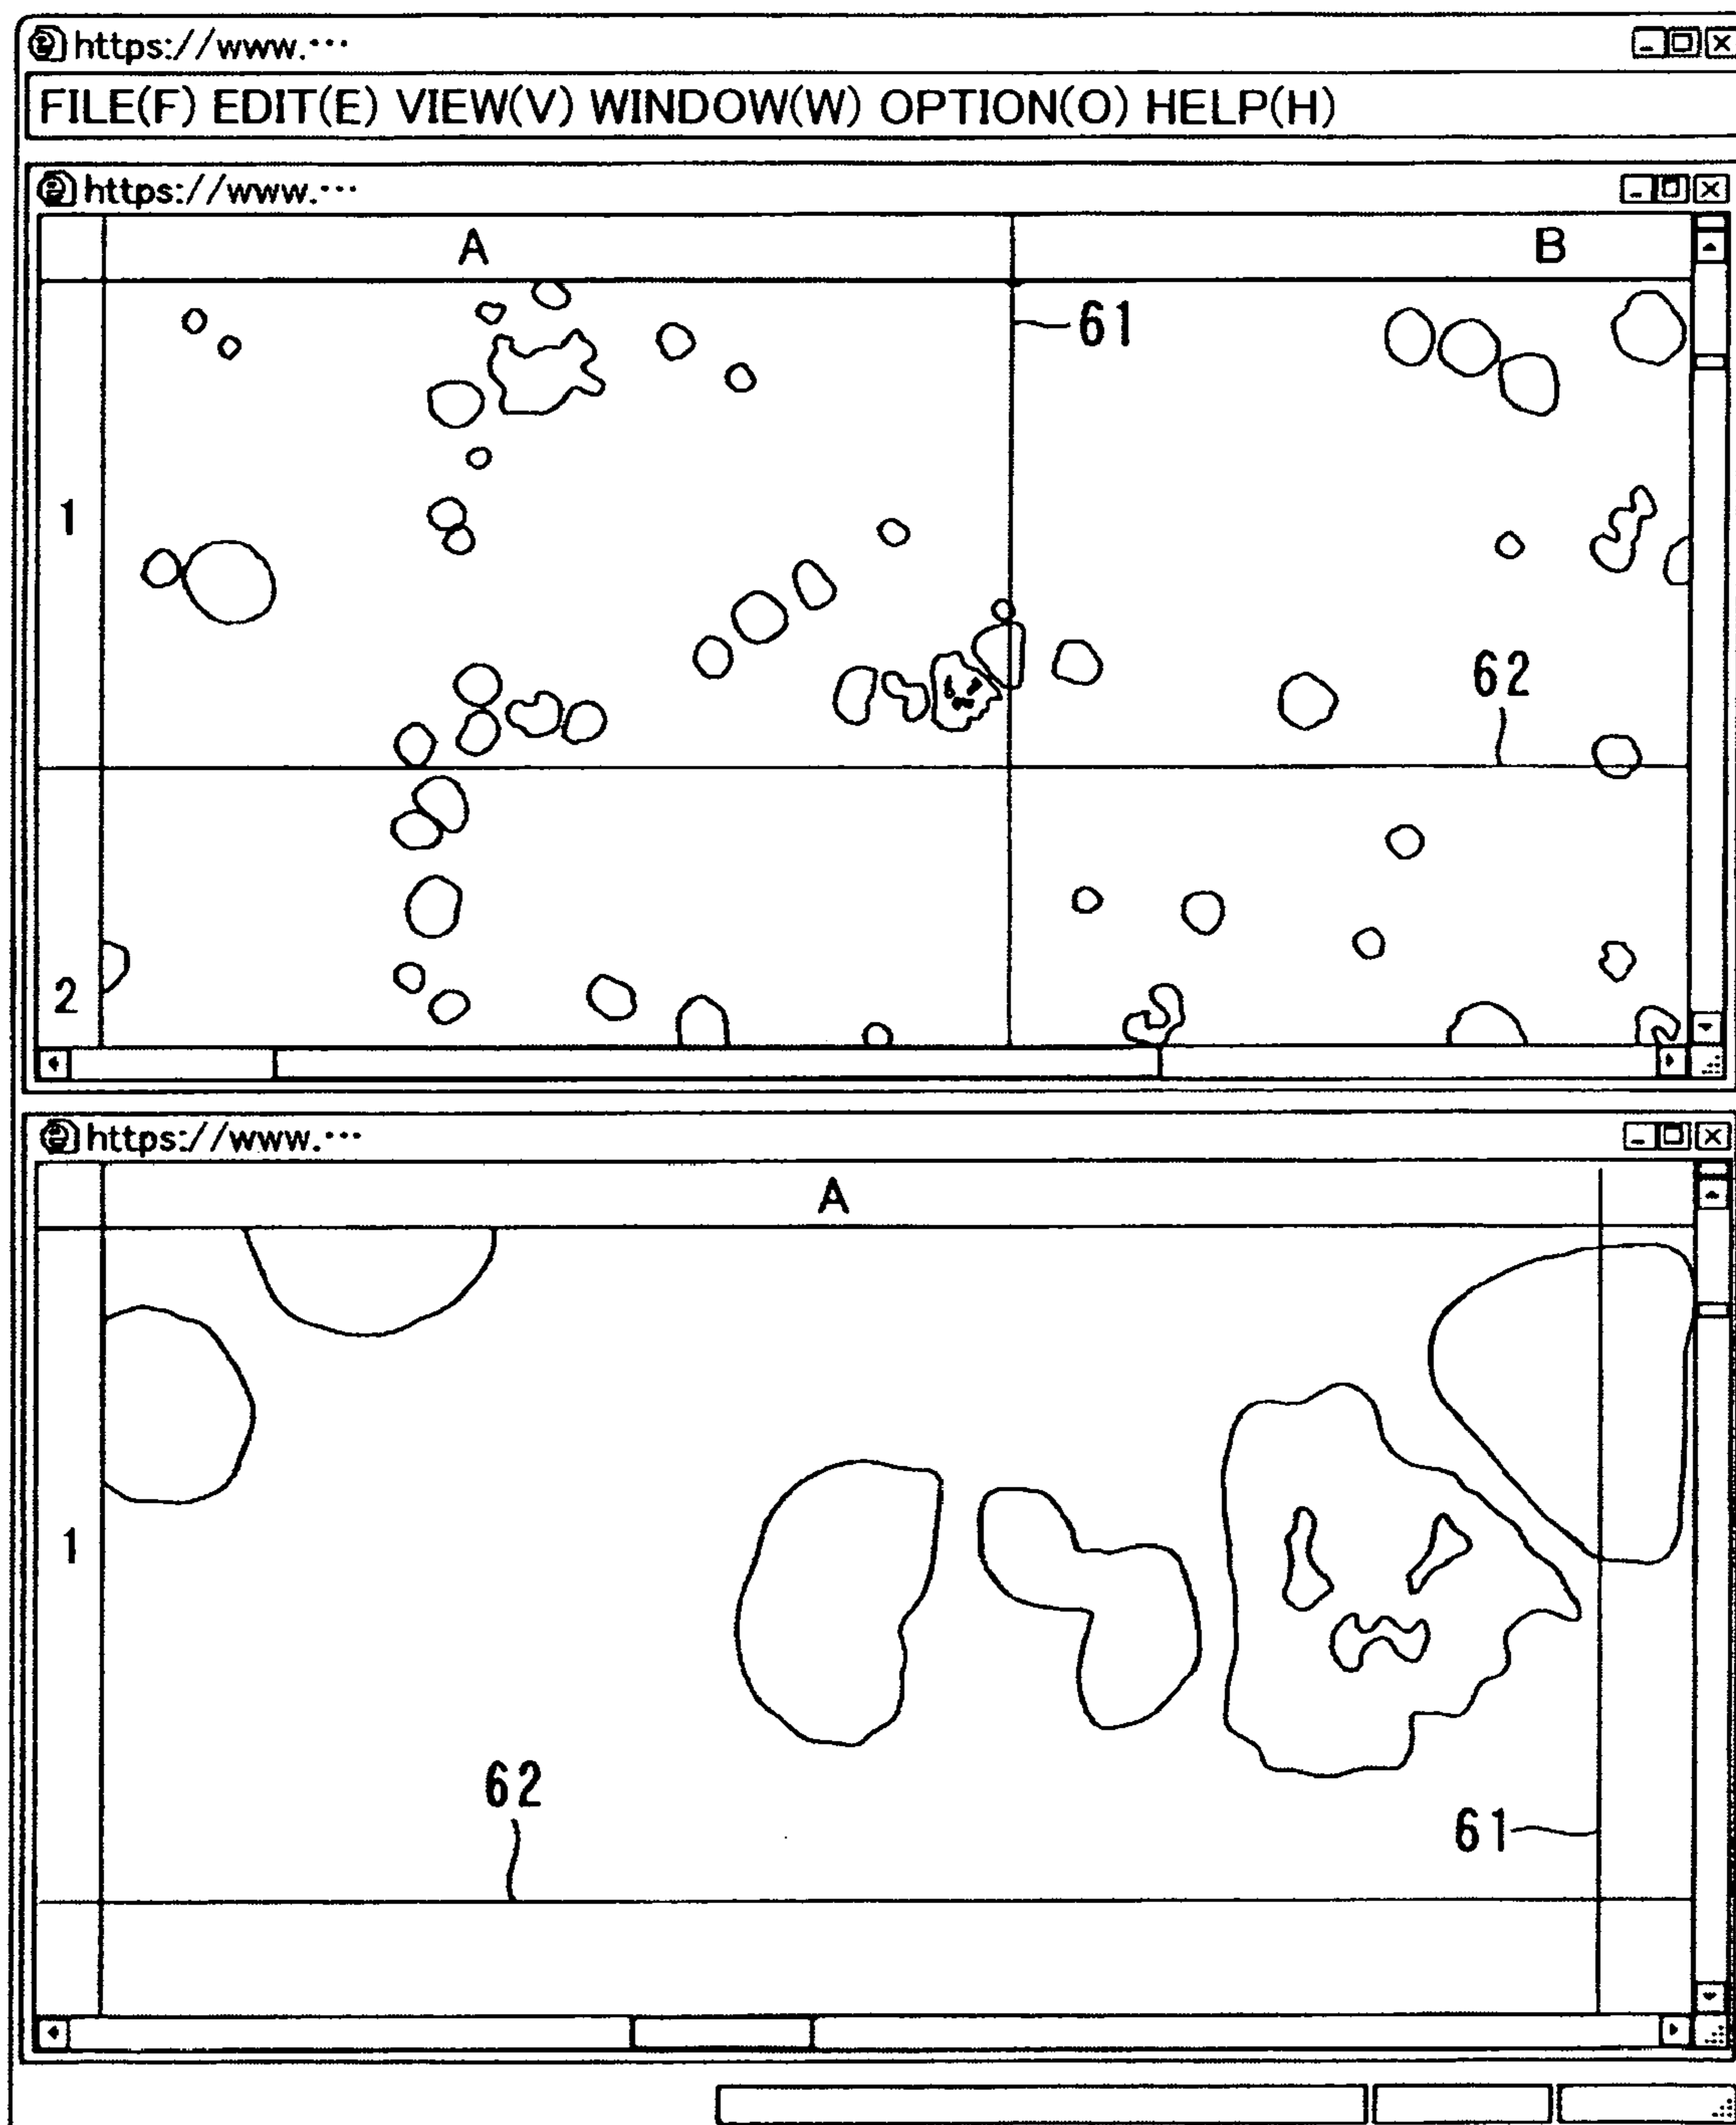 https://www.…
FILE(F) EDIT(E) VIEW(V) WINDOW(W) OPTION(O) HELP(H)
https://www.…
A B
61
1
62
2
https://www.…
A
1
62
61